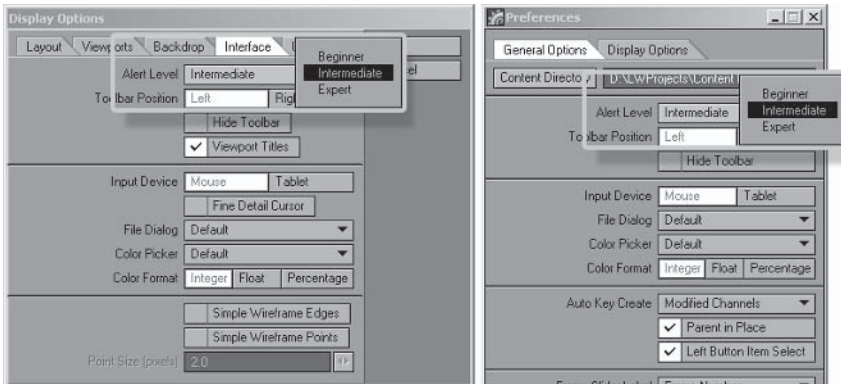 Display Options
Layout Viewports Backdrop Interface
Beginner
Intermediate
Expert
Alert Level Intermediate
Toolbar Position Left
Hide Toolbar
Viewport Titles
Input Device Mouse Tablet
Fine Detail Cursor
File Dialog Default
Color Picker Default
Color Format Integer Float Percentage
Simple Wireframe Edges
Simple Wireframe Points
Point Size (pixels) 2.0
Preferences
General Options Display Options
Content Directory D:\LWProjects\Content
Beginner
Intermediate
Expert
Alert Level Intermediate
Toolbar Position Left
Hide Toolbar
Input Device Mouse Tablet
File Dialog Default
Color Picker Default
Color Format Integer Float Percentage
Auto Key Create Modified Channels
Parent in Place
Left Button Item Select